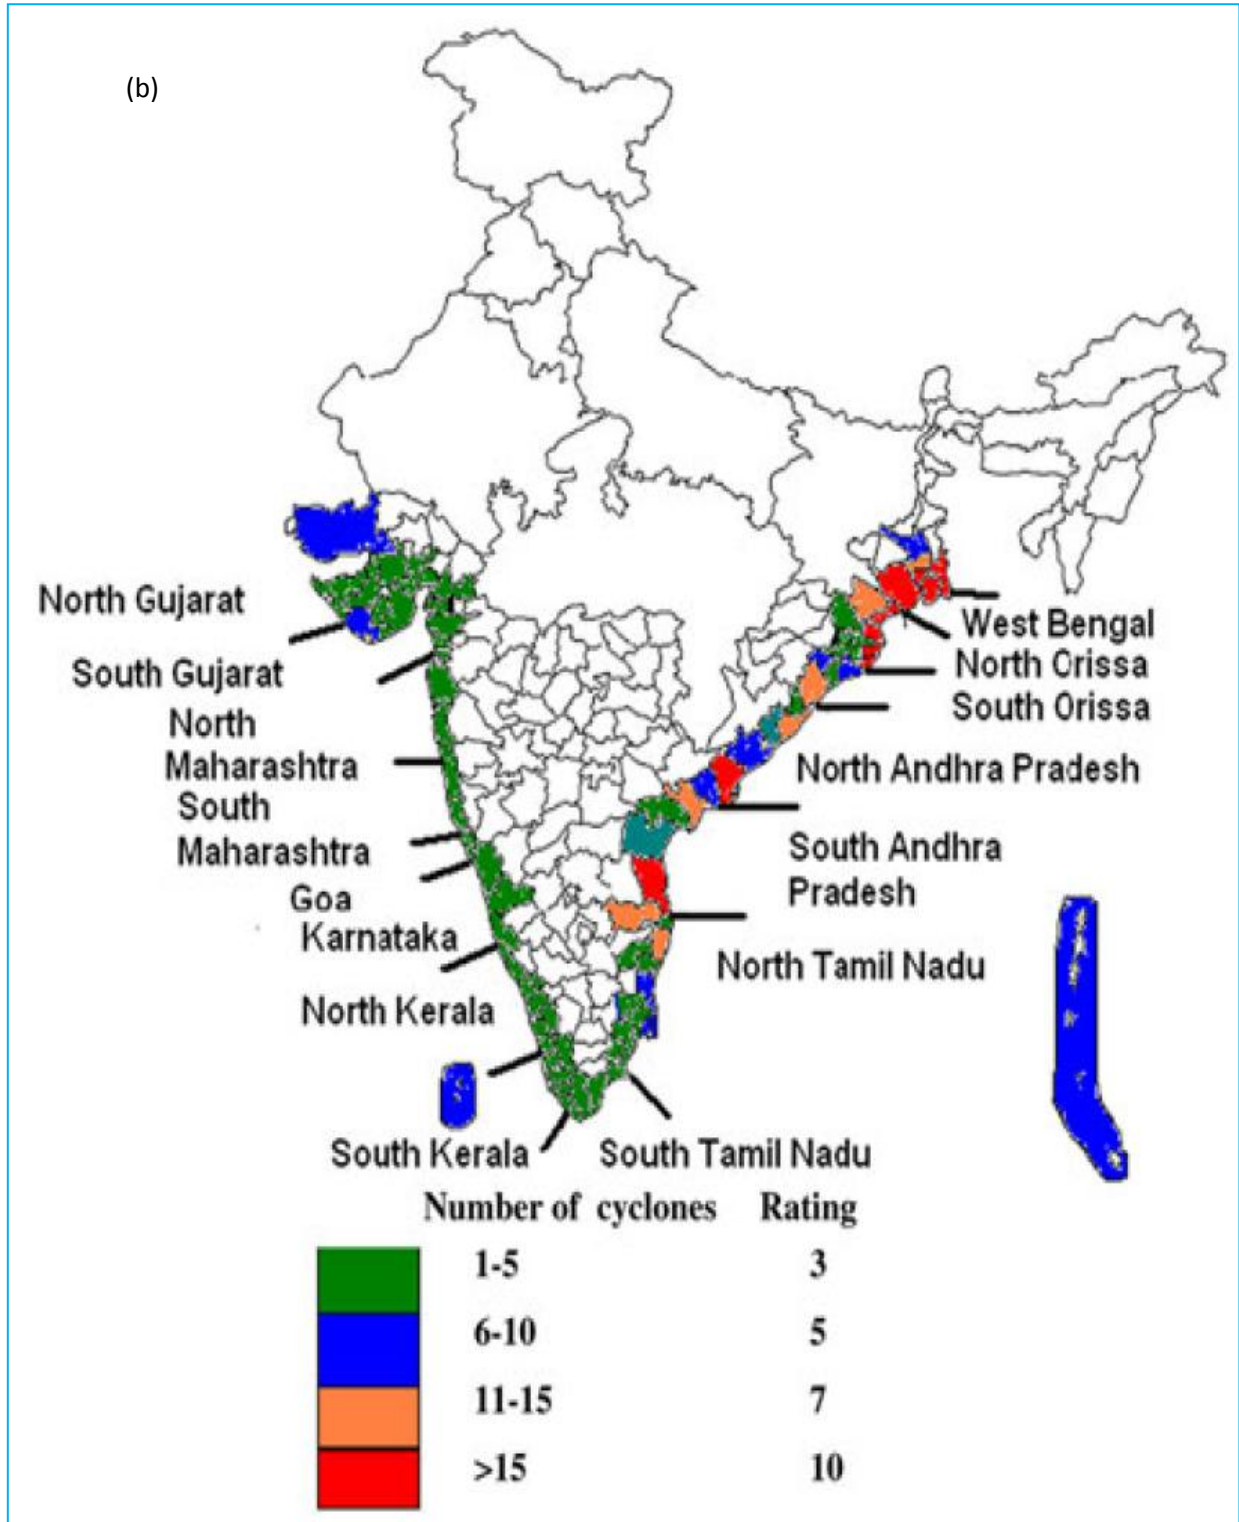 (b)
North Gujarat
South Gujarat
North
Maharashtra
South
Maharashtra
Goa
Karnataka
North Kerala
South Kerala
West Bengal
North Orissa
South Orissa
North Andhra Pradesh
South Andhra
Pradesh
North Tamil Nadu
South Tamil Nadu
Number of cyclones Rating
1-5 3
6-10 5
11-15 7
>15 10